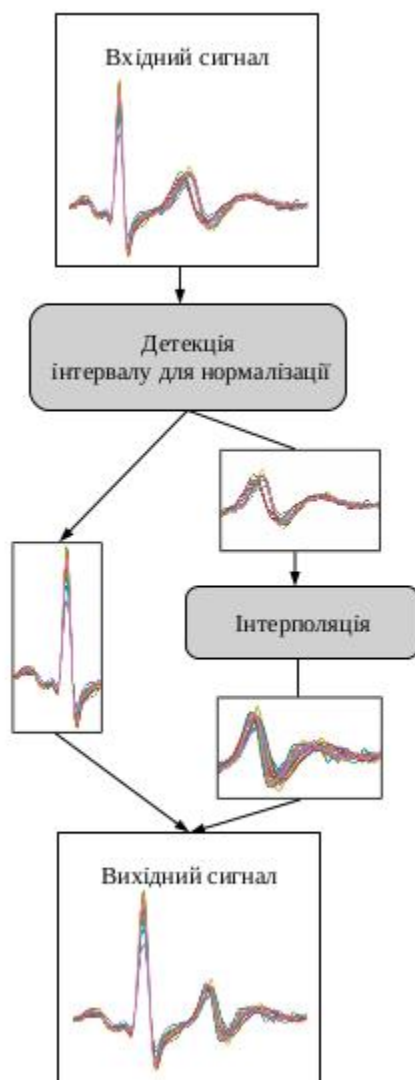 Вхідний сигнал
Детекція
інтервалу для нормалізації
Інтерполяція
Вихідний сигнал